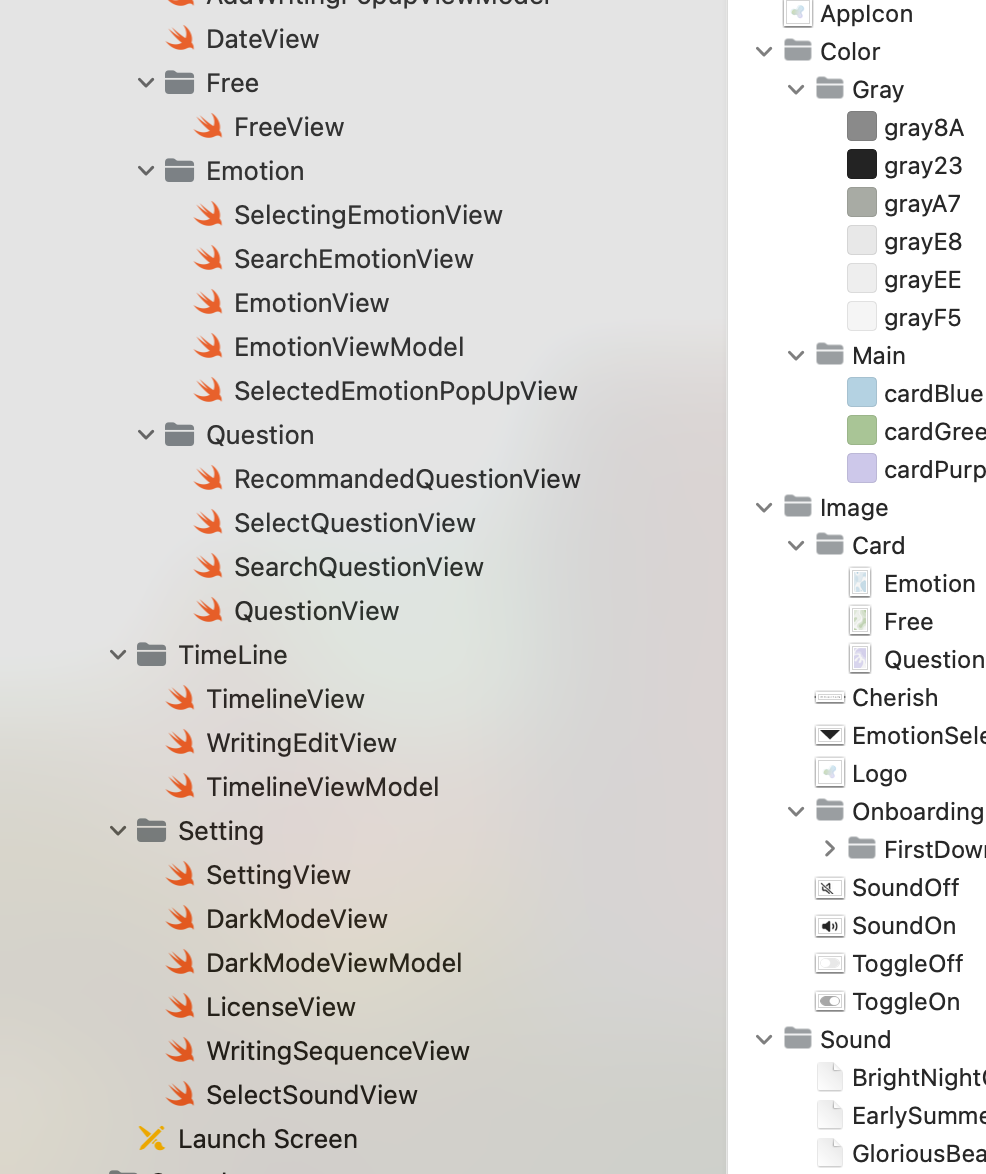 AddWritingPopupViewModel
DateView
Free
FreeView
Emotion
SelectingEmotionView
SearchEmotionView
EmotionView
EmotionViewModel
SelectedEmotionPopUpView
Question
RecommandedQuestionView
SelectQuestionView
SearchQuestionView
QuestionView
TimeLine
TimelineView
WritingEditView
TimelineViewModel
Setting
SettingView
DarkModeView
DarkModeViewModel
LicenseView
WritingSequenceView
SelectSoundView
Launch Screen
AppIcon
Color
Gray
gray8A
gray23
grayA7
grayE8
grayEE
grayF5
Main
cardBlue
cardGree
cardPurp
Image
Card
Emotion
Free
Question
Cherish
EmotionSele
Logo
Onboarding
FirstDow
SoundOff
SoundOn
ToggleOff
ToggleOn
Sound
BrightNight
EarlySumme
GloriousBea